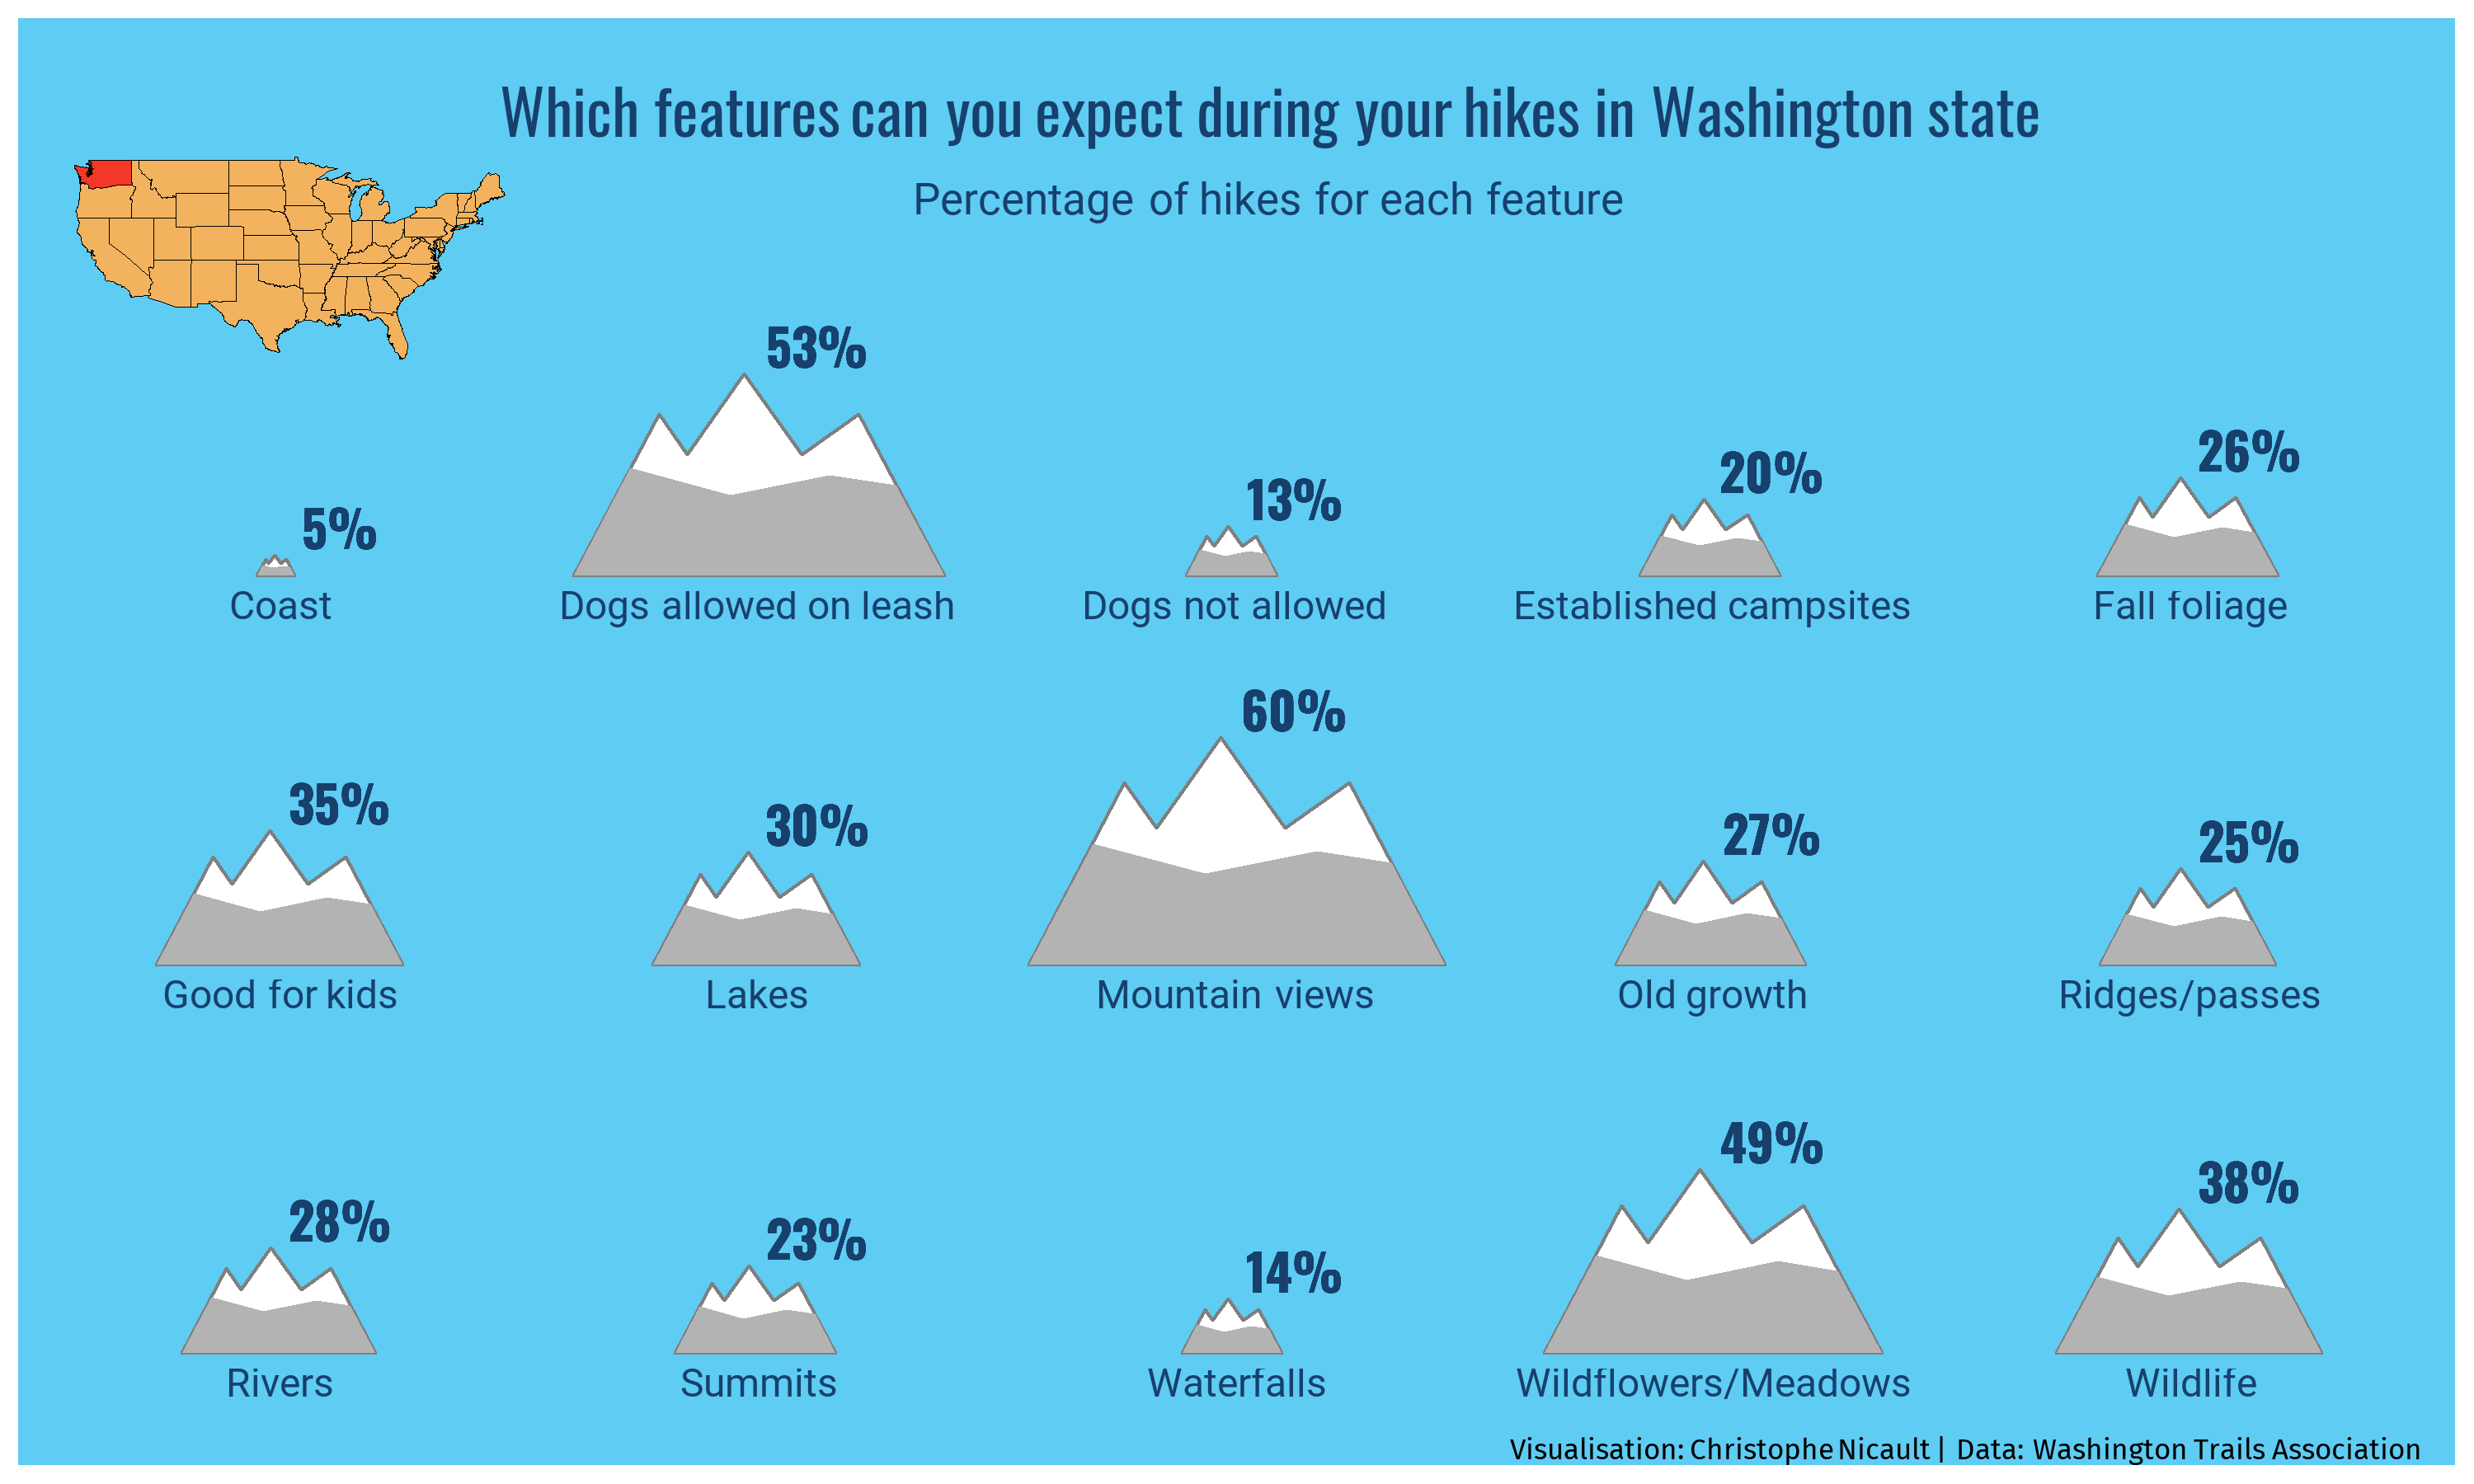 Which features can you expect during your hikes in Washington state
Percentage of hikes for each feature
5%
53%
13%
20%
26%
Coast
Dogs allowed on leash
Dogs not allowed
Established campsites
Fall foliage
35%
30%
60%
27%
25%
Good for kids
Lakes
Mountain views
Old growth
Ridges/passes
28%
23%
14%
49%
38%
Rivers
Summits
Waterfalls
Wildflowers/Meadows
Wildlife
Visualisation: Christophe Nicault | Data: Washington Trails Association